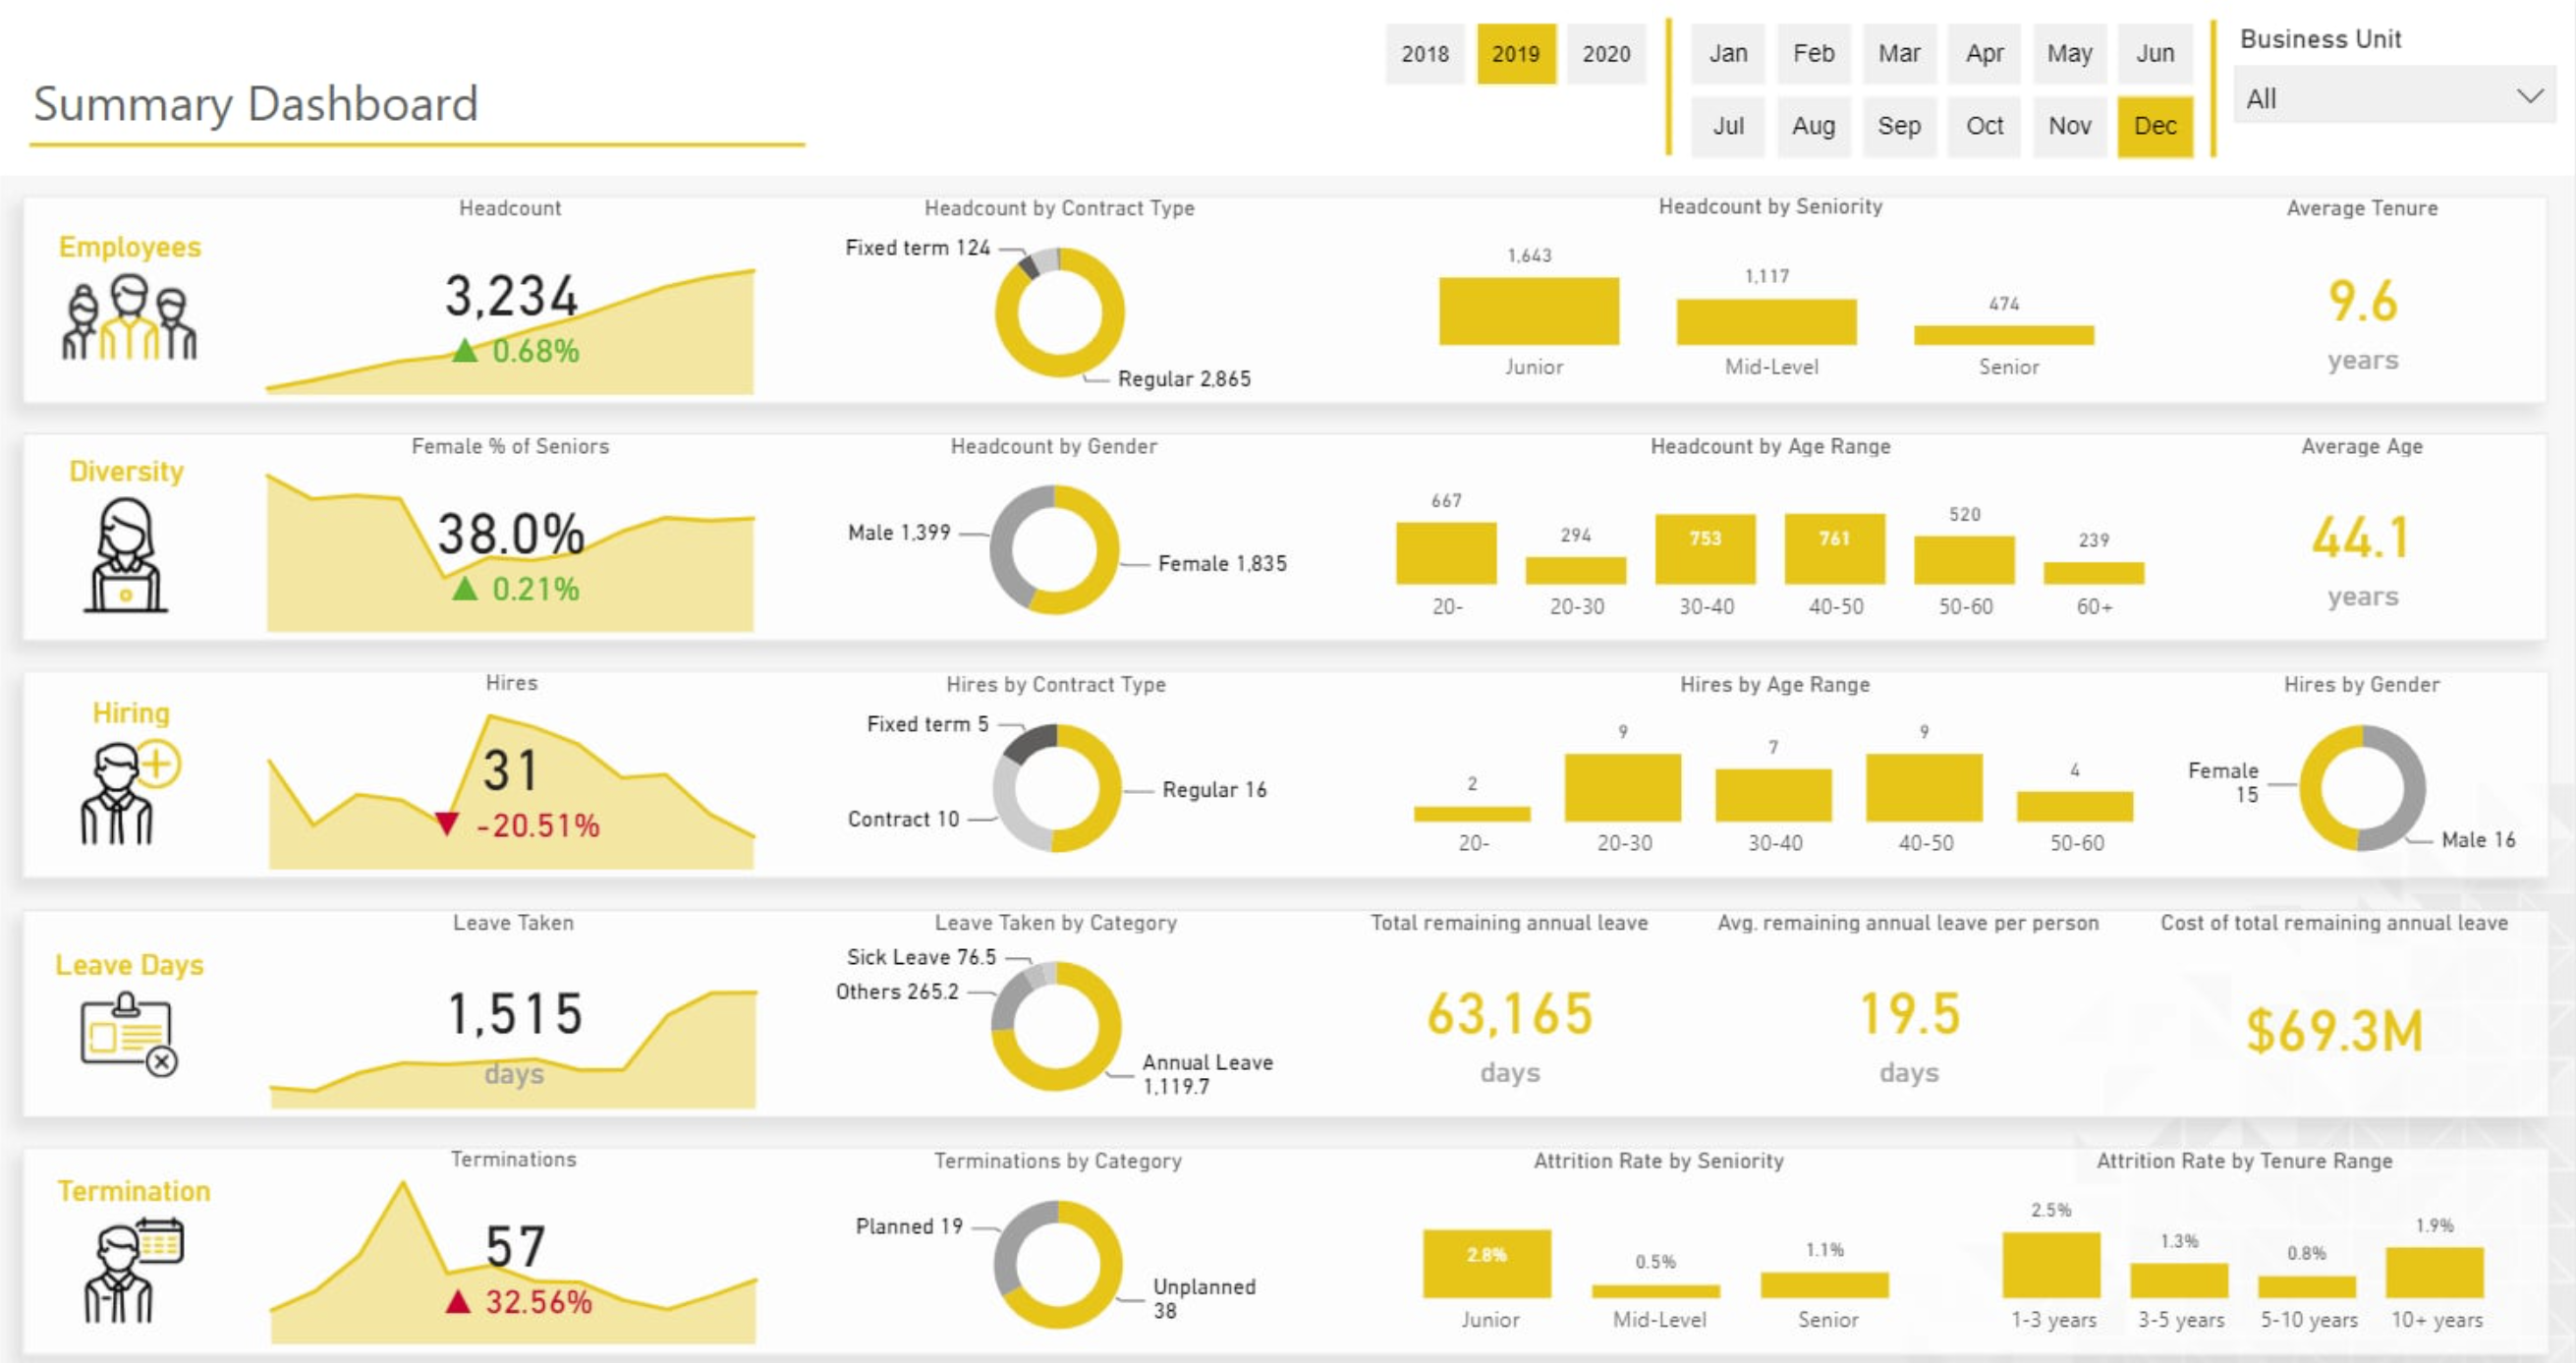 2018 2019 2020
Jan Feb Mar Apr May Jun
Jul Aug Sep Oct Nov Dec
Business Unit
All
Summary Dashboard
Employees
Headcount
3,234
▲ 0.68%
Headcount by Contract Type
Fixed term 124
Regular 2,865
Headcount by Seniority
1,643 1,117 474
Junior Mid-Level Senior
Average Tenure
9.6
years
Diversity
Female % of Seniors
38.0%
▲ 0.21%
Headcount by Gender
Male 1,399
Female 1,835
Headcount by Age Range
667 294 753 761 520 239
20- 20-30 30-40 40-50 50-60 60+
Average Age
44.1
years
Hiring
Hires
31
▼ -20.51%
Hires by Contract Type
Fixed term 5
Regular 16
Contract 10
Hires by Age Range
2 9 7 9 4
20- 20-30 30-40 40-50 50-60
Hires by Gender
Female
15
Male 16
Leave Days
Leave Taken
1,515
days
Leave Taken by Category
Sick Leave 76.5
Others 265.2
Annual Leave
1,119.7
Total remaining annual leave
63,165
days
Avg. remaining annual leave per person
19.5
days
Cost of total remaining annual leave
$69.3M
Termination
Terminations
57
▲ 32.56%
Terminations by Category
Planned 19
Unplanned
38
Attrition Rate by Seniority
2.8% 0.5% 1.1%
Junior Mid-Level Senior
Attrition Rate by Tenure Range
2.5% 1.3% 0.8% 1.9%
1-3 years 3-5 years 5-10 years 10+ years